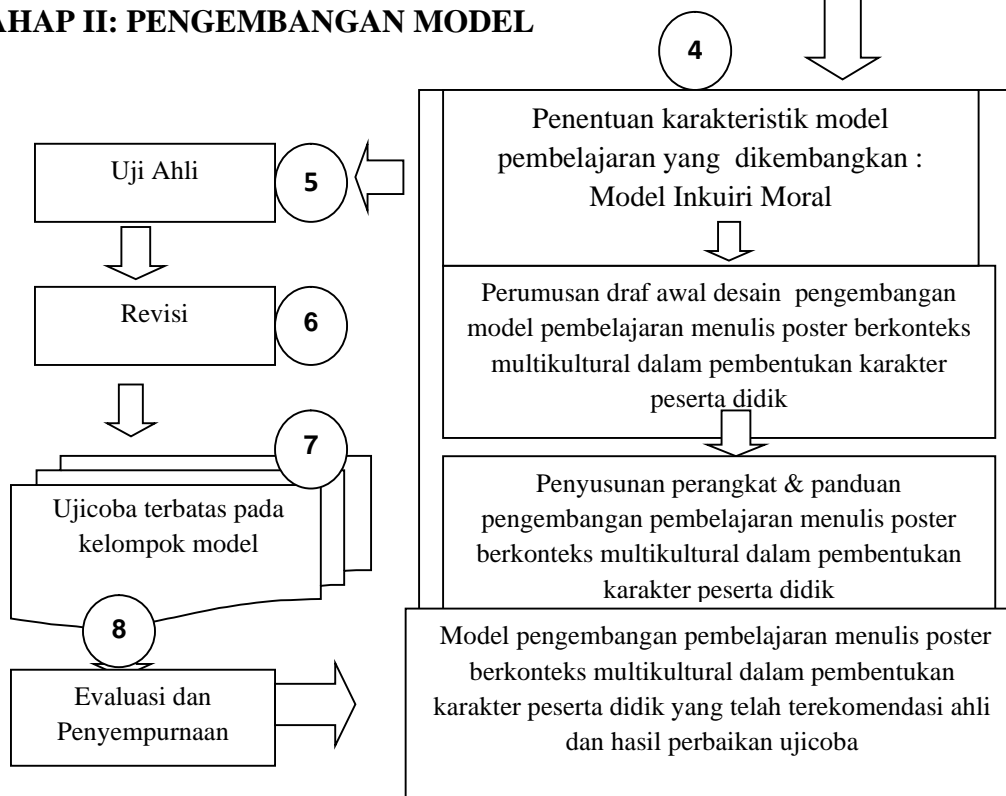 AHAP II: PENGEMBANGAN MODEL
4
Penentuan karakteristik model
pembelajaran yang dikembangkan :
Model Inkuiri Moral
Uji Ahli
5
Perumusan draf awal desain pengembangan
model pembelajaran menulis poster berkonteks
multikultural dalam pembentukan karakter
peserta didik
Revisi
6
7
Ujicoba terbatas pada
kelompok model
Penyusunan perangkat & panduan
pengembangan pembelajaran menulis poster
berkonteks multikultural dalam pembentukan
karakter peserta didik
8
Evaluasi dan
Penyempurnaan
Model pengembangan pembelajaran menulis poster
berkonteks multikultural dalam pembentukan
karakter peserta didik yang telah terekomendasi ahli
dan hasil perbaikan ujicoba